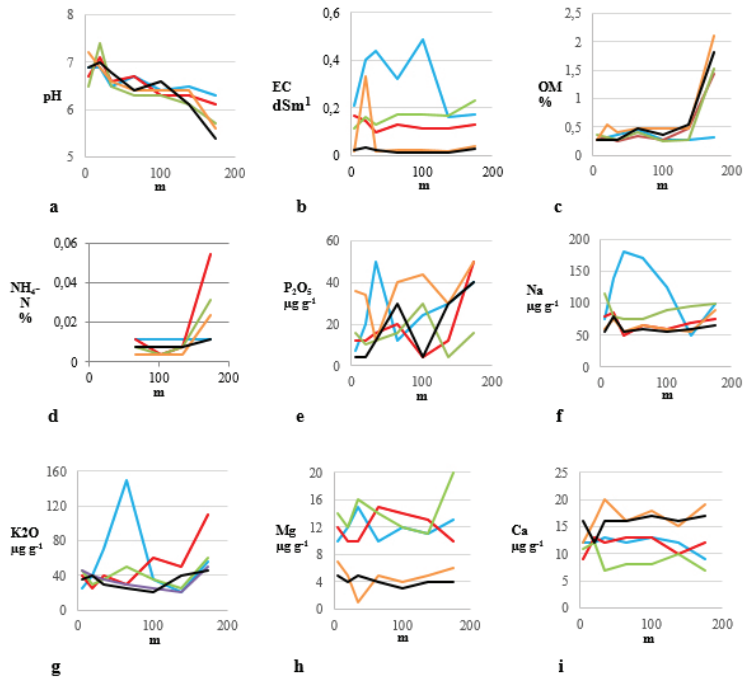 8
7
6
5
pH
0
100
200
m
a
0,6
0,4
0,2
0
EC
dSm¹
0
100
200
m
b
2,5
2
1,5
1
0,5
0
OM
%
0
100
200
m
c
0,06
0,04
0,02
0
NH₄-
N
%
0
100
200
m
d
60
40
20
0
P₂O₅
µg g⁻¹
0
100
200
m
e
200
150
100
50
0
Na
µg g⁻¹
0
100
200
m
f
160
120
80
40
0
K2O
µg g⁻¹
0
100
200
m
g
20
16
12
8
4
0
Mg
µg g⁻¹
0
100
200
m
h
25
20
15
10
5
0
Ca
µg g⁻¹
0
100
200
m
i